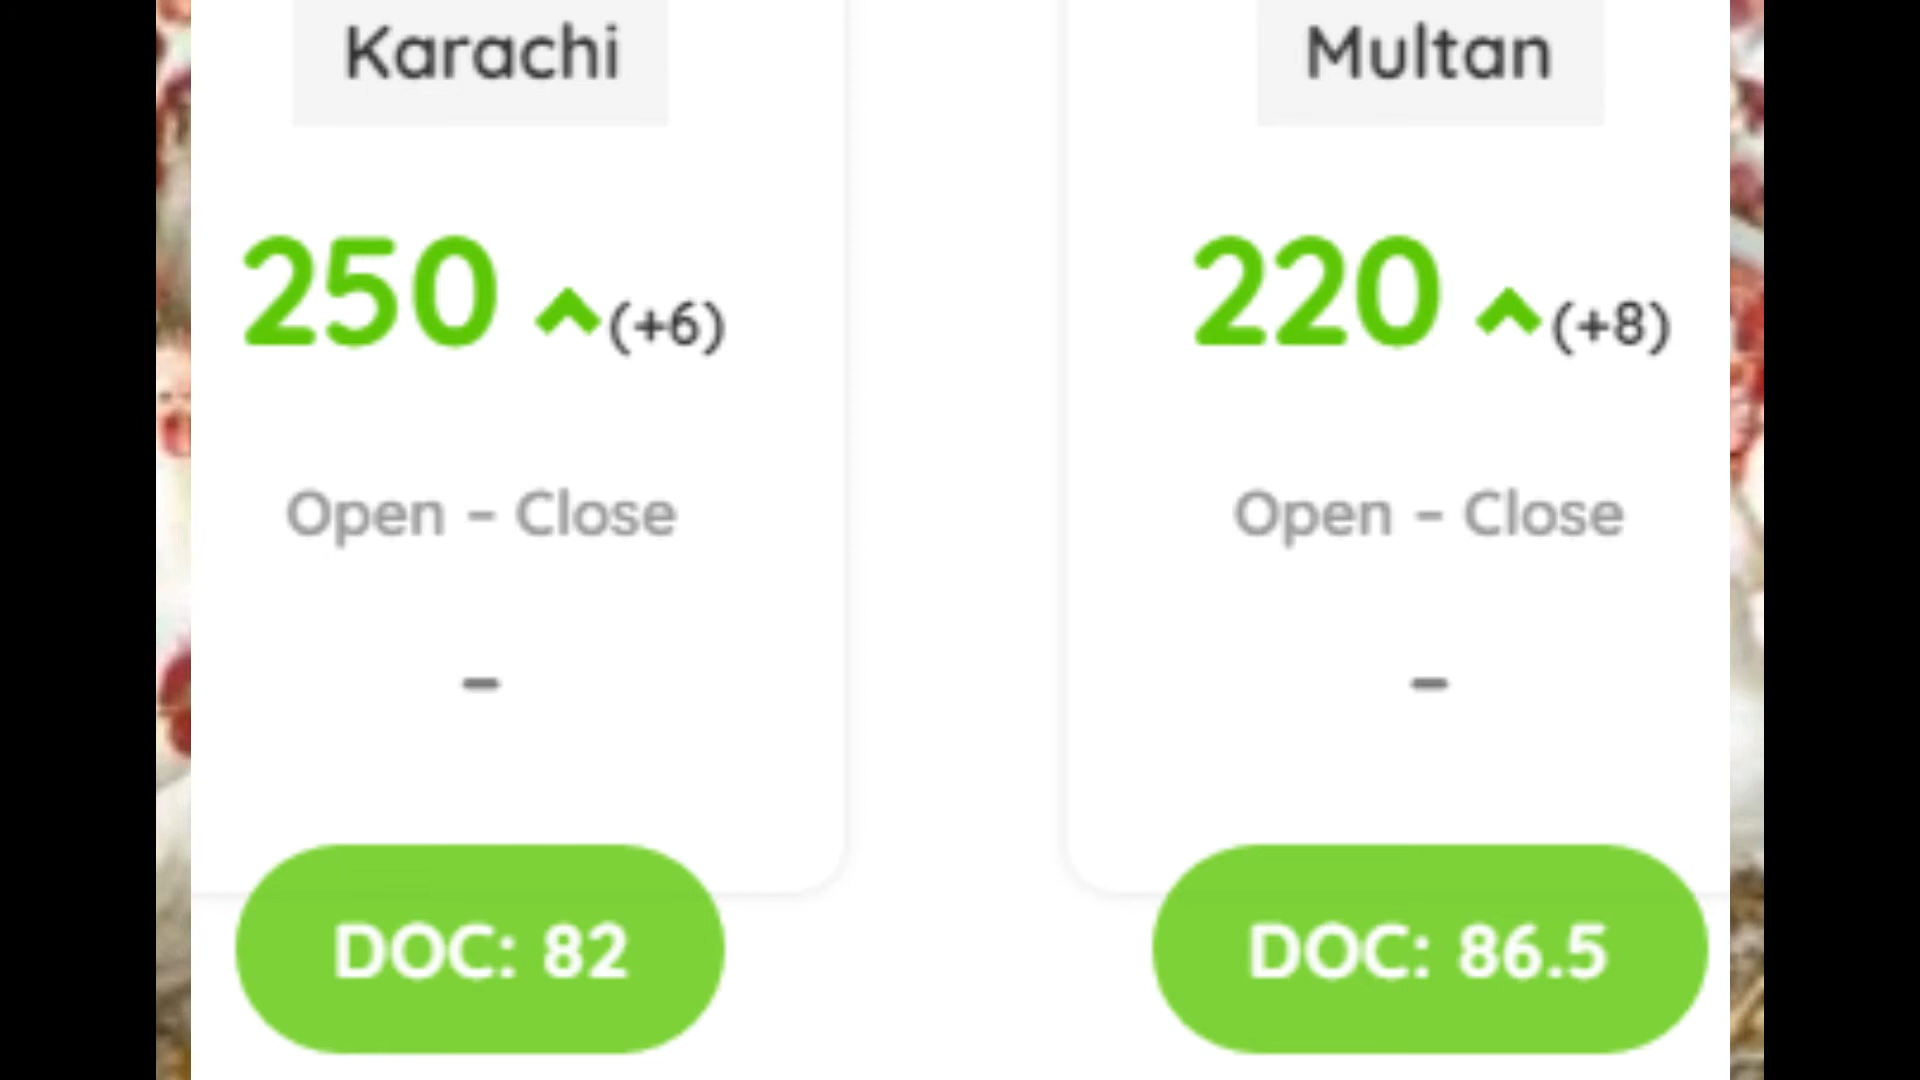 Karachi
250 (+6)
Open – Close
–
DOC: 82
Multan
220 (+8)
Open – Close
–
DOC: 86.5